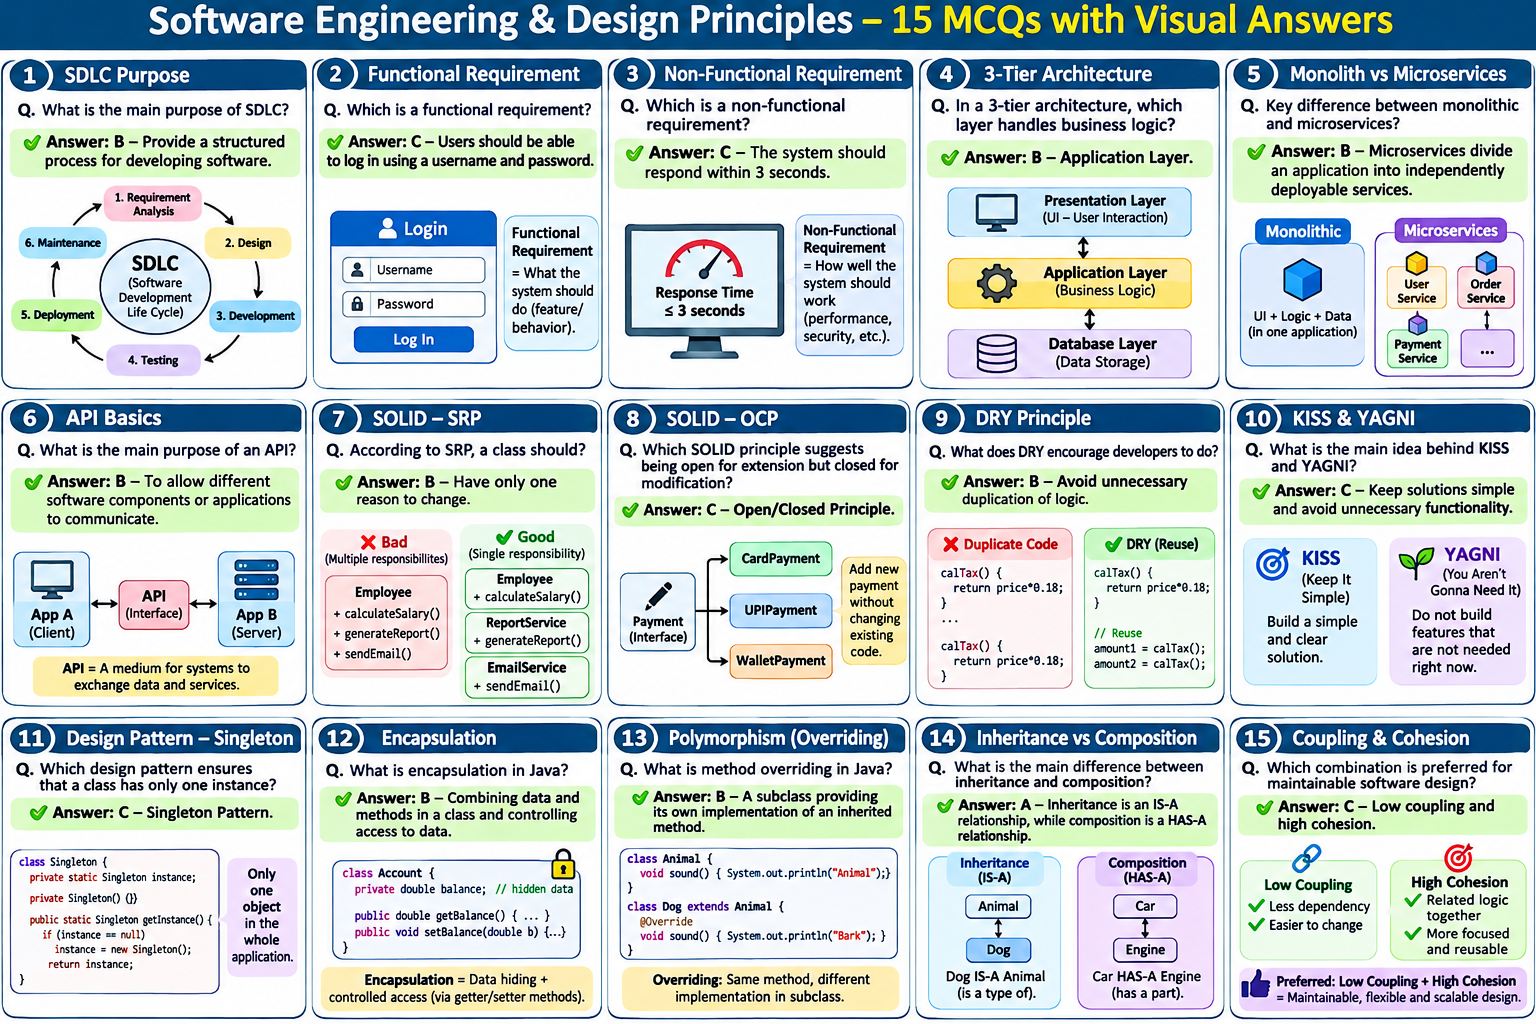 Software Engineering & Design Principles – 15 MCQs with Visual Answers
1 SDLC Purpose
Q. What is the main purpose of SDLC?
Answer: B – Provide a structured
process for developing software.
1. Requirement
Analysis
2. Design
3. Development
4. Testing
5. Deployment
6. Maintenance
SDLC
(Software
Development
Life Cycle)
2 Functional Requirement
Q. Which is a functional requirement?
Answer: C – Users should be able
to log in using a username and password.
Login
Username
Password
Log In
Functional
Requirement
= What the
system should
do (feature/
behavior).
3 Non-Functional Requirement
Q. Which is a non-functional
requirement?
Answer: C – The system should
respond within 3 seconds.
Response Time
≤ 3 seconds
Non-Functional
Requirement
= How well the
system should
work
(performance,
security, etc.).
4 3-Tier Architecture
Q. In a 3-tier architecture, which
layer handles business logic?
Answer: B – Application Layer.
Presentation Layer
(UI – User Interaction)
Application Layer
(Business Logic)
Database Layer
(Data Storage)
5 Monolith vs Microservices
Q. Key difference between monolithic
and microservices?
Answer: B – Microservices divide
an application into independently
deployable services.
Monolithic
UI + Logic + Data
(in one application)
Microservices
User
Service
Order
Service
Payment
Service
...
6 API Basics
Q. What is the main purpose of an API?
Answer: B – To allow different
software components or applications
to communicate.
App A
(Client)
API
(Interface)
App B
(Server)
API = A medium for systems to
exchange data and services.
7 SOLID – SRP
Q. According to SRP, a class should?
Answer: B – Have only one
reason to change.
Bad
(Multiple responsibilites)
Employee
+ calculateSalary()
+ generateReport()
+ sendEmail()
Good
(Single responsibility)
Employee
+ calculateSalary()
ReportService
+ generateReport()
EmailService
+ sendEmail()
8 SOLID – OCP
Q. Which SOLID principle suggests
being open for extension but closed for
modification?
Answer: C – Open/Closed Principle.
Payment
(Interface)
CardPayment
UPIPayment
WalletPayment
Add new
payment
without
changing
existing
code.
9 DRY Principle
Q. What does DRY encourage developers to do?
Answer: B – Avoid unnecessary
duplication of logic.
Duplicate Code
calTax() {
return price*0.18;
}
...
calTax() {
return price*0.18;
}
DRY (Reuse)
calTax() {
return price*0.18;
}
// Reuse
amount1 = calTax();
amount2 = calTax();
10 KISS & YAGNI
Q. What is the main idea behind KISS
and YAGNI?
Answer: C – Keep solutions simple
and avoid unnecessary functionality.
KISS
(Keep It
Simple)
Build a simple
and clear
solution.
YAGNI
(You Aren't
Gonna Need It)
Do not build
features that
are not needed
right now.
11 Design Pattern – Singleton
Q. Which design pattern ensures
that a class has only one instance?
Answer: C – Singleton Pattern.
class Singleton {
private static Singleton instance;
private Singleton() {}
public static Singleton getInstance() {
if (instance == null)
instance = new Singleton();
return instance;
}
Only
one
object
in the
whole
application.
12 Encapsulation
Q. What is encapsulation in Java?
Answer: B – Combining data and
methods in a class and controlling
access to data.
class Account {
private double balance; // hidden data
public double getBalance() { ... }
public void setBalance(double b) {...}
}
Encapsulation = Data hiding +
controlled access (via getter/setter methods).
13 Polymorphism (Overriding)
Q. What is method overriding in Java?
Answer: B – A subclass providing
its own implementation of an inherited
method.
class Animal {
void sound() { System.out.println("Animal");}
}
class Dog extends Animal {
@Override
void sound() { System.out.println("Bark"); }
}
Overriding: Same method, different
implementation in subclass.
14 Inheritance vs Composition
Q. What is the main difference between
inheritance and composition?
Answer: A – Inheritance is an IS-A
relationship, while composition is a HAS-A
relationship.
Inheritance
(IS-A)
Animal
Dog
Dog IS-A Animal
(is a type of).
Composition
(HAS-A)
Car
Engine
Car HAS-A Engine
(has a part).
15 Coupling & Cohesion
Q. Which combination is preferred for
maintainable software design?
Answer: C – Low coupling and
high cohesion.
Low Coupling
Less dependency
Easier to change
High Cohesion
Related logic
together
More focused
and reusable
Preferred: Low Coupling + High Cohesion
= Maintainable, flexible and scalable design.